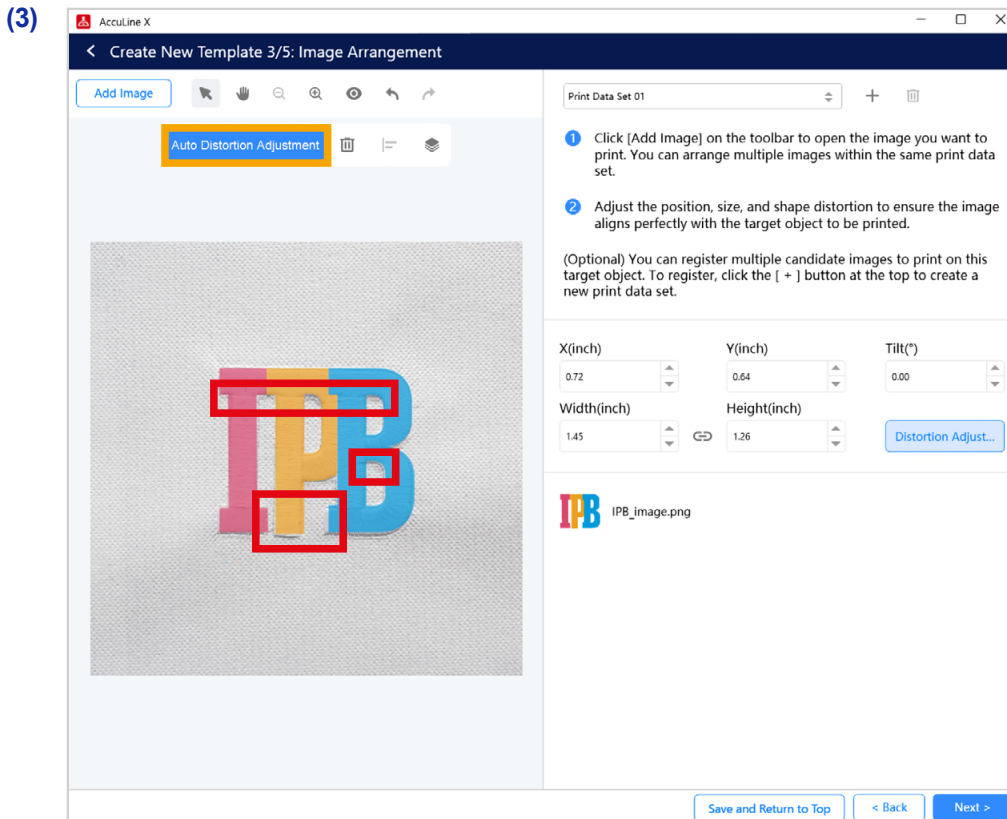 (3)
AccuLine X
Create New Template 3/5: Image Arrangement
Add Image
Auto Distortion Adjustment
IPB
Print Data Set 01
1 Click [Add Image] on the toolbar to open the image you want to
print. You can arrange multiple images within the same print data
set.
2 Adjust the position, size, and shape distortion to ensure the image
aligns perfectly with the target object to be printed.
(Optional) You can register multiple candidate images to print on this
target object. To register, click the [ + ] button at the top to create a
new print data set.
X(inch) Y(inch) Tilt(°)
0.72 0.64 0.00
Width(inch) Height(inch)
1.45 1.26 Distortion Adjust...
IPB IPB_image.png
Save and Return to Top < Back Next >